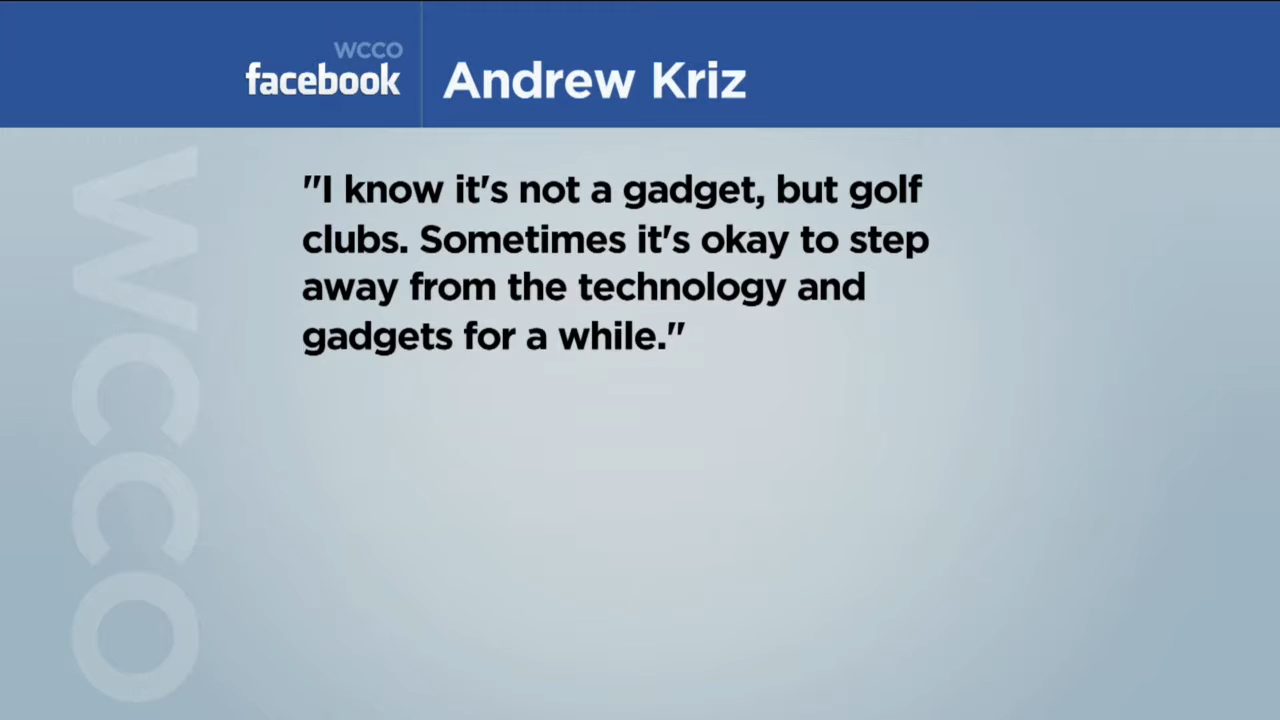 WCCO
facebook
Andrew Kriz
"I know it's not a gadget, but golf
clubs. Sometimes it's okay to step
away from the technology and
gadgets for a while."
WCCO